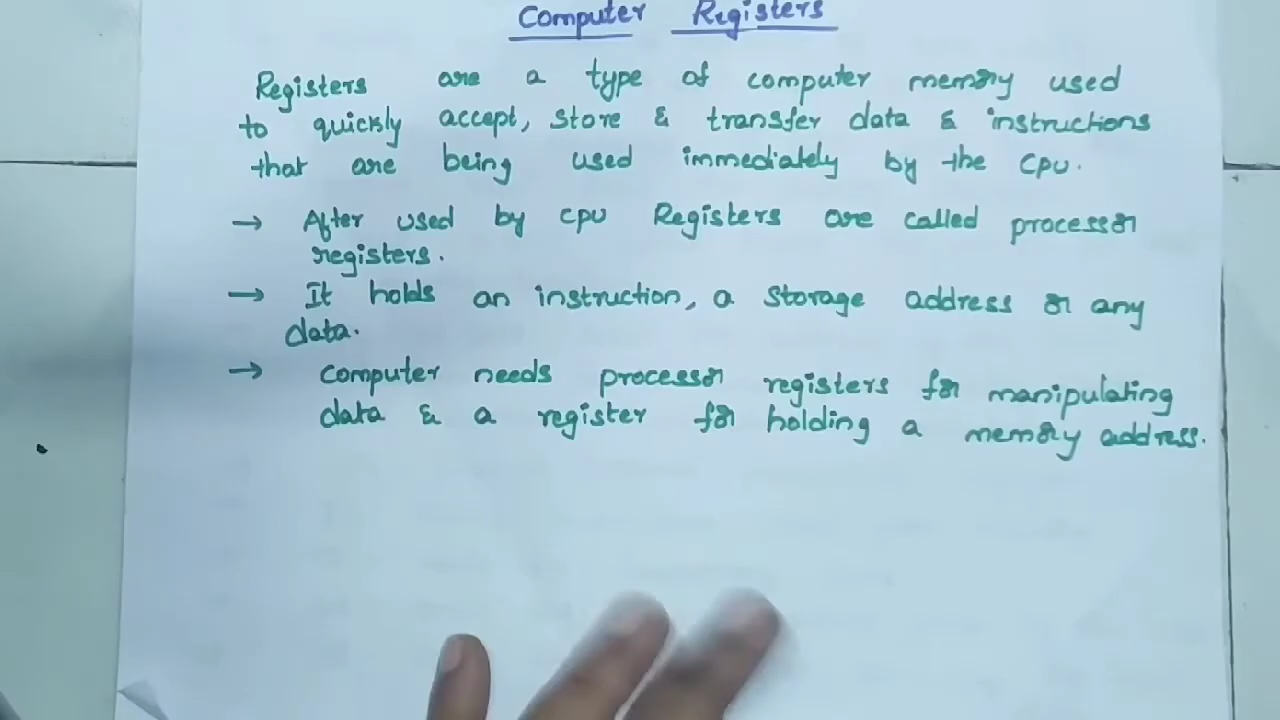 Computer Registers
Registers are a type of computer memory used
to quickly accept, store & transfer data & instructions
that are being used immediately by the CPU.
→ After used by CPU Registers are called processor
registers.
→ It holds an instruction, a storage address or any
data.
→ Computer needs processor registers for manipulating
data & a register for holding a memory address.